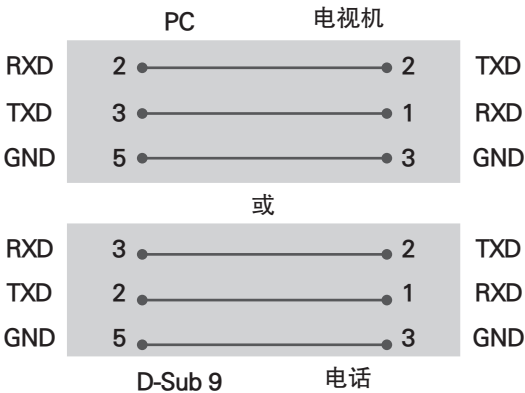 PC 电视机
RXD 2 2 TXD
TXD 3 1 RXD
GND 5 3 GND
或
RXD 3 2 TXD
TXD 2 1 RXD
GND 5 3 GND
D-Sub 9 电话